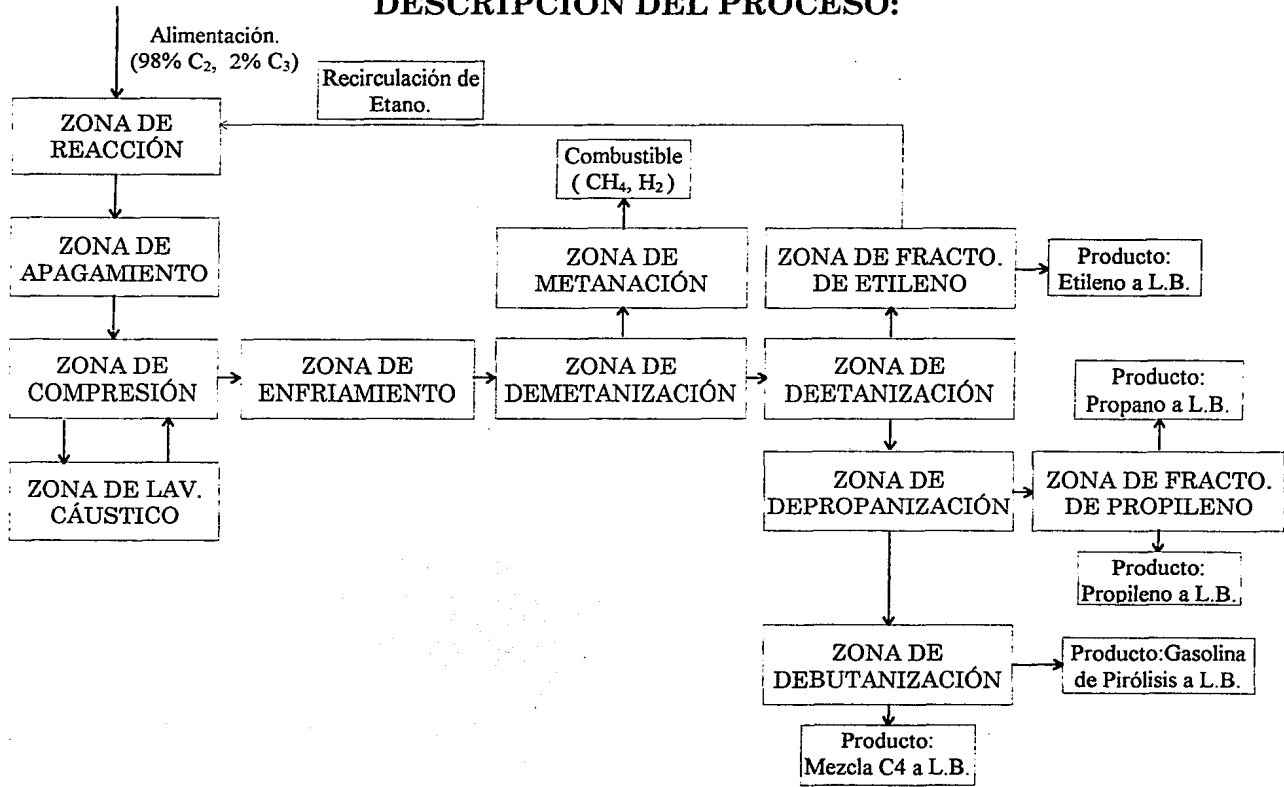 DESCRIPCIÓN DEL PROCESO:
Alimentación.
(98% C₂, 2% C₃)
Recirculación de
Etano.
ZONA DE
REACCIÓN
Combustible
( CH₄, H₂ )
ZONA DE
APAGAMIENTO
ZONA DE
METANACIÓN
ZONA DE FRACTO.
DE ETILENO
Producto:
Etileno a L.B.
ZONA DE
COMPRESIÓN
ZONA DE
ENFRIAMIENTO
ZONA DE
DEMETANIZACIÓN
ZONA DE
DEETANIZACIÓN
Producto:
Propano a L.B.
ZONA DE LAV.
CÁUSTICO
ZONA DE
DEPROPANIZACIÓN
ZONA DE FRACTO.
DE PROPILENO
Producto:
Propileno a L.B.
ZONA DE
DEBUTANIZACIÓN
Producto:Gasolina
de Pirólisis a L.B.
Producto:
Mezcla C4 a L.B.